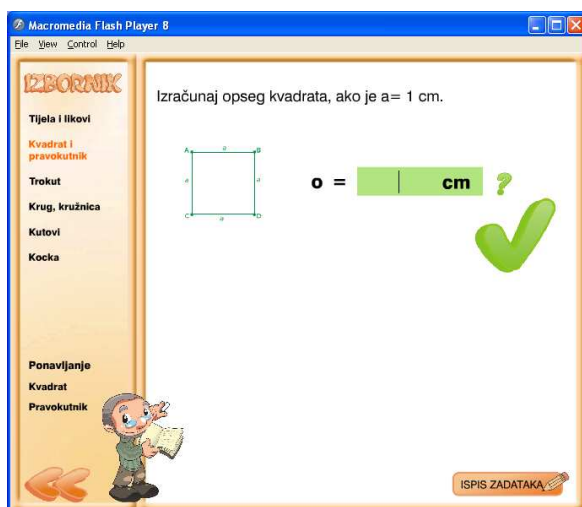 Macromedia Flash Player 8
File View Control Help
IZBORNIK
Tijela i likovi
Kvadrat i
pravokutnik
Trokut
Krug, kružnica
Kutovi
Kocka
Ponavljanje
Kvadrat
Pravokutnik
Izračunaj opseg kvadrata, ako je a= 1 cm.
A a B
a a
C a D
o = cm ?
ISPIS ZADATAKA